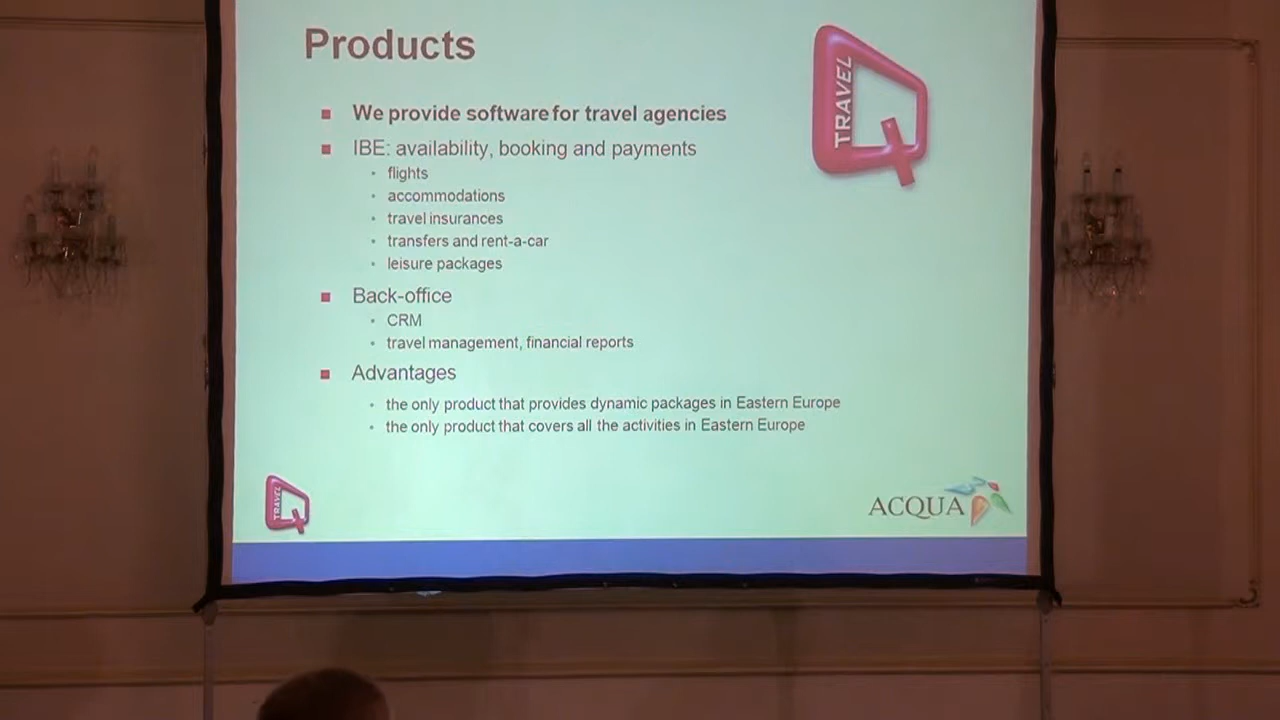 Products
TRAVEL
We provide software for travel agencies
IBE: availability, booking and payments
flights
accommodations
travel insurances
transfers and rent-a-car
leisure packages
Back-office
CRM
travel management, financial reports
Advantages
the only product that provides dynamic packages in Eastern Europe
the only product that covers all the activities in Eastern Europe
TRAVEL
ACQUA